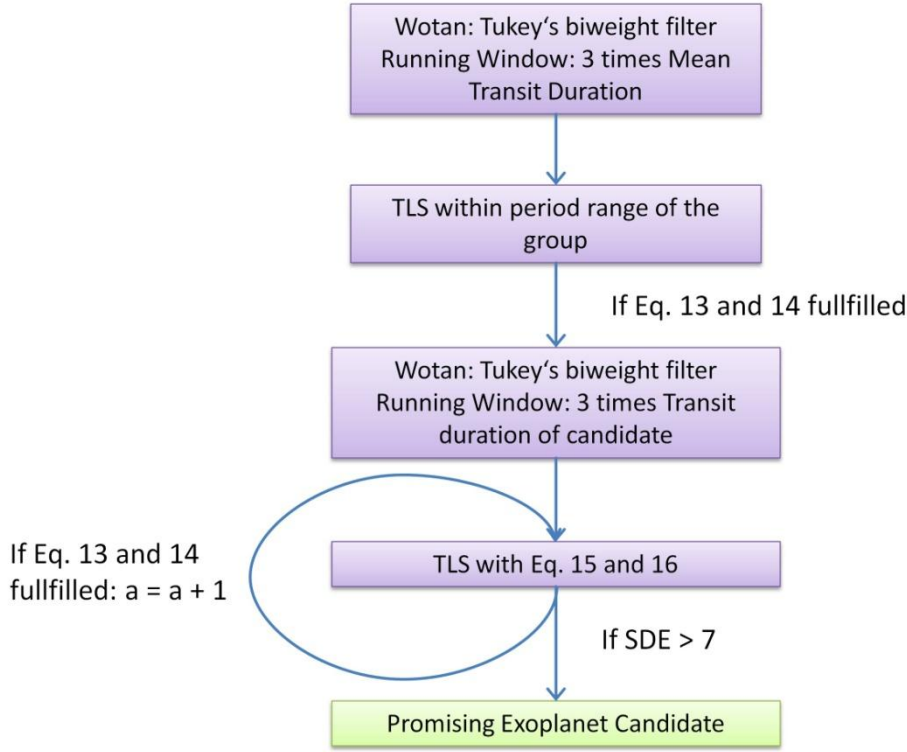 Wotan: Tukey‘s biweight filter
Running Window: 3 times Mean
Transit Duration
TLS within period range of the
group
If Eq. 13 and 14 fullfilled
Wotan: Tukey‘s biweight filter
Running Window: 3 times Transit
duration of candidate
If Eq. 13 and 14
fullfilled: a = a + 1
TLS with Eq. 15 and 16
If SDE > 7
Promising Exoplanet Candidate